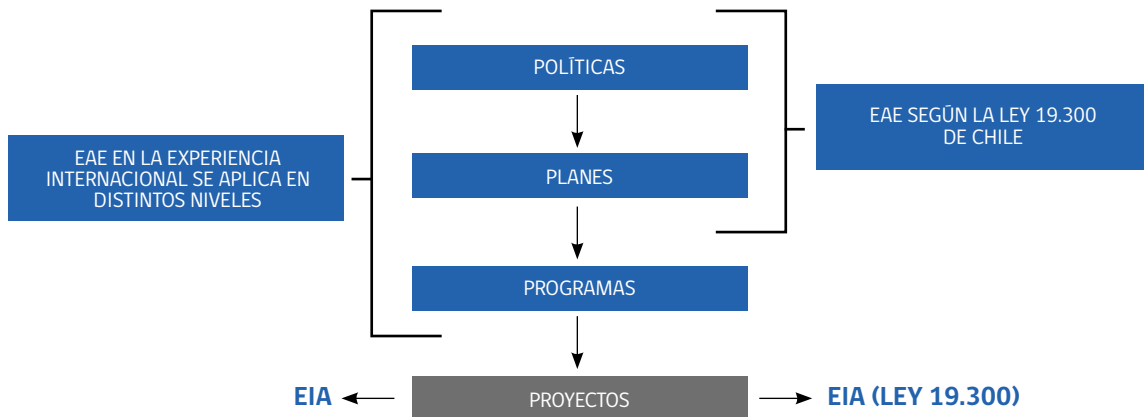 POLÍTICAS
EAE SEGÚN LA LEY 19.300
DE CHILE
EAE EN LA EXPERIENCIA
INTERNACIONAL SE APLICA EN
DISTINTOS NIVELES
PLANES
PROGRAMAS
EIA
PROYECTOS
EIA (LEY 19.300)